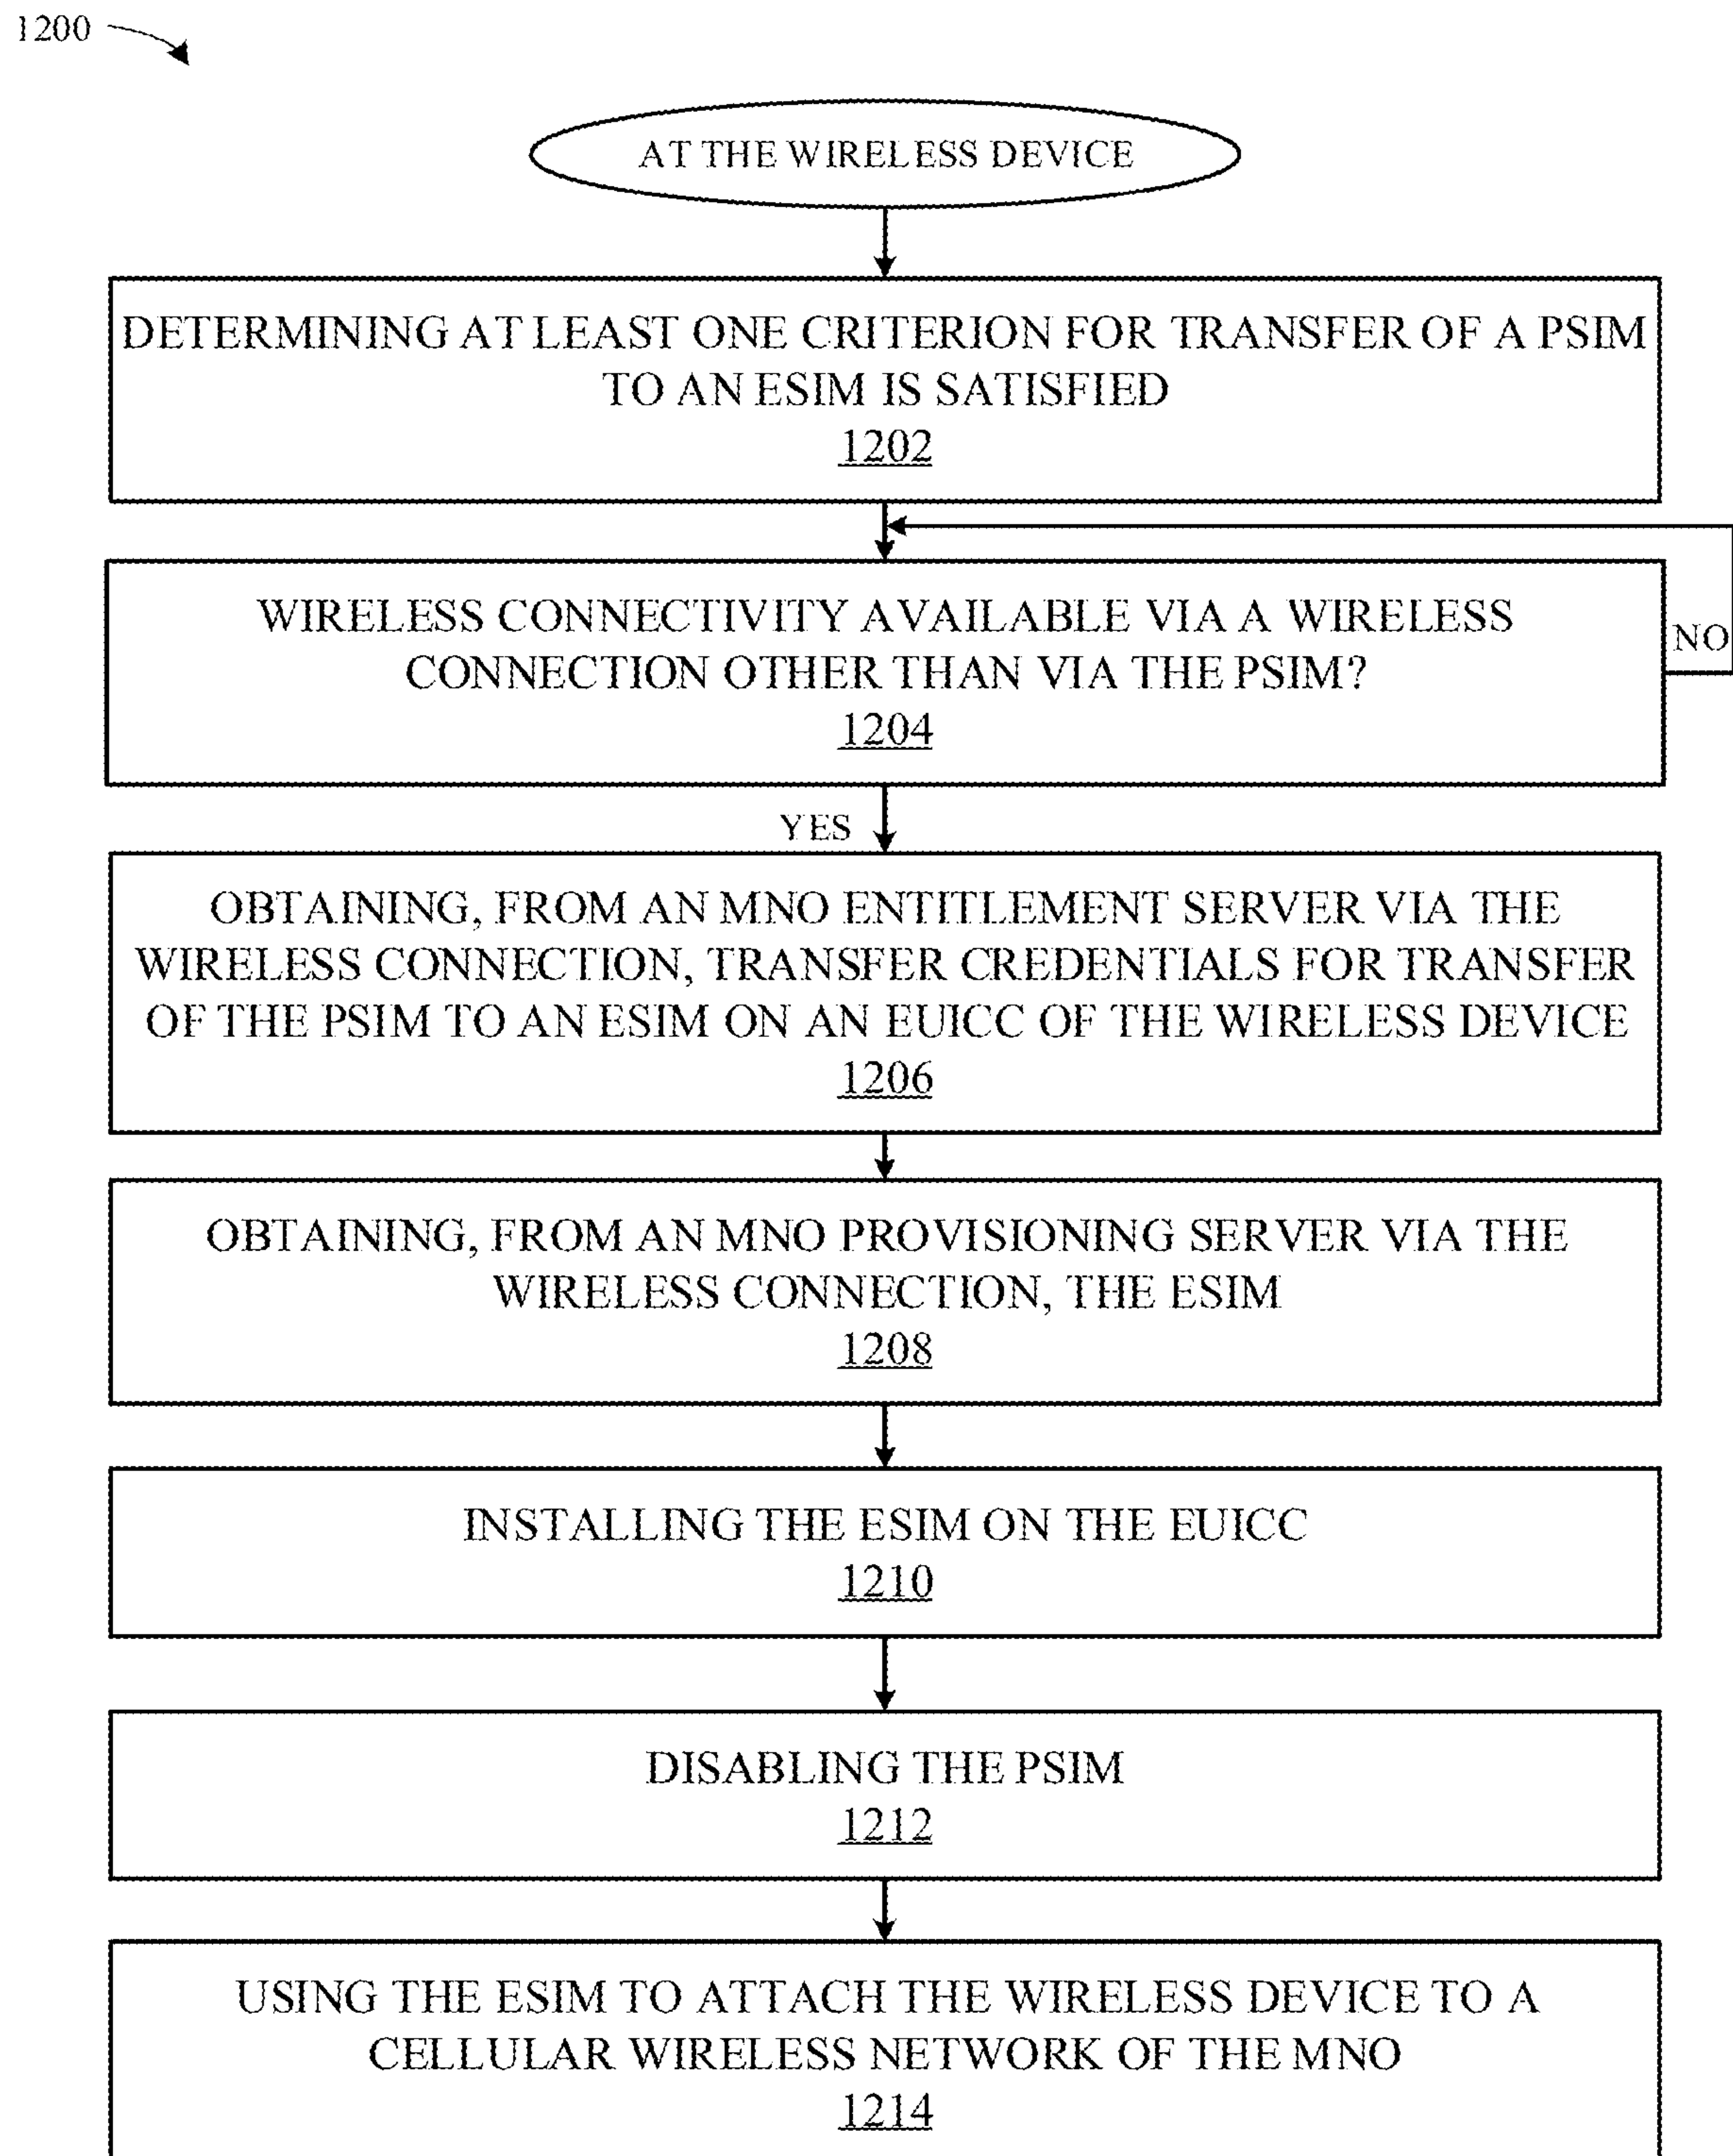 1200
AT THE WIRELESS DEVICE
DETERMINING AT LEAST ONE CRITERION FOR TRANSFER OF A PSIM
TO AN ESIM IS SATISFIED
1202
WIRELESS CONNECTIVITY AVAILABLE VIA A WIRELESS
CONNECTION OTHER THAN VIA THE PSIM?
1204
NO
YES
OBTAINING, FROM AN MNO ENTITLEMENT SERVER VIA THE
WIRELESS CONNECTION, TRANSFER CREDENTIALS FOR TRANSFER
OF THE PSIM TO AN ESIM ON AN EUICC OF THE WIRELESS DEVICE
1206
OBTAINING, FROM AN MNO PROVISIONING SERVER VIA THE
WIRELESS CONNECTION, THE ESIM
1208
INSTALLING THE ESIM ON THE EUICC
1210
DISABLING THE PSIM
1212
USING THE ESIM TO ATTACH THE WIRELESS DEVICE TO A
CELLULAR WIRELESS NETWORK OF THE MNO
1214